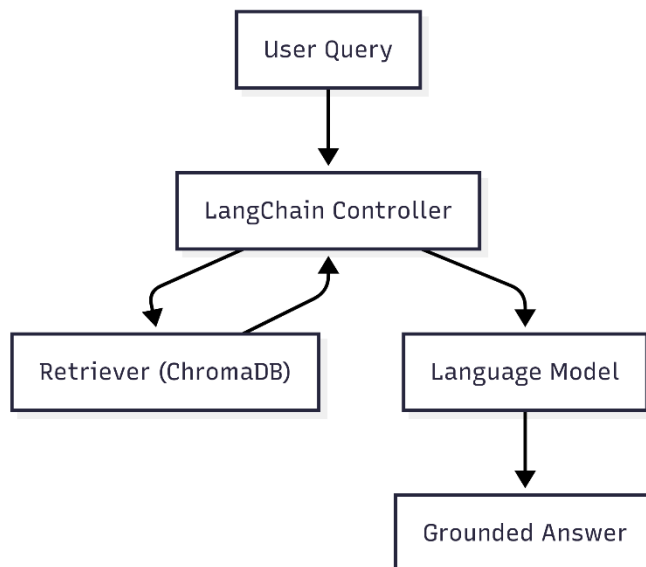 User Query
LangChain Controller
Retriever (ChromaDB)
Language Model
Grounded Answer